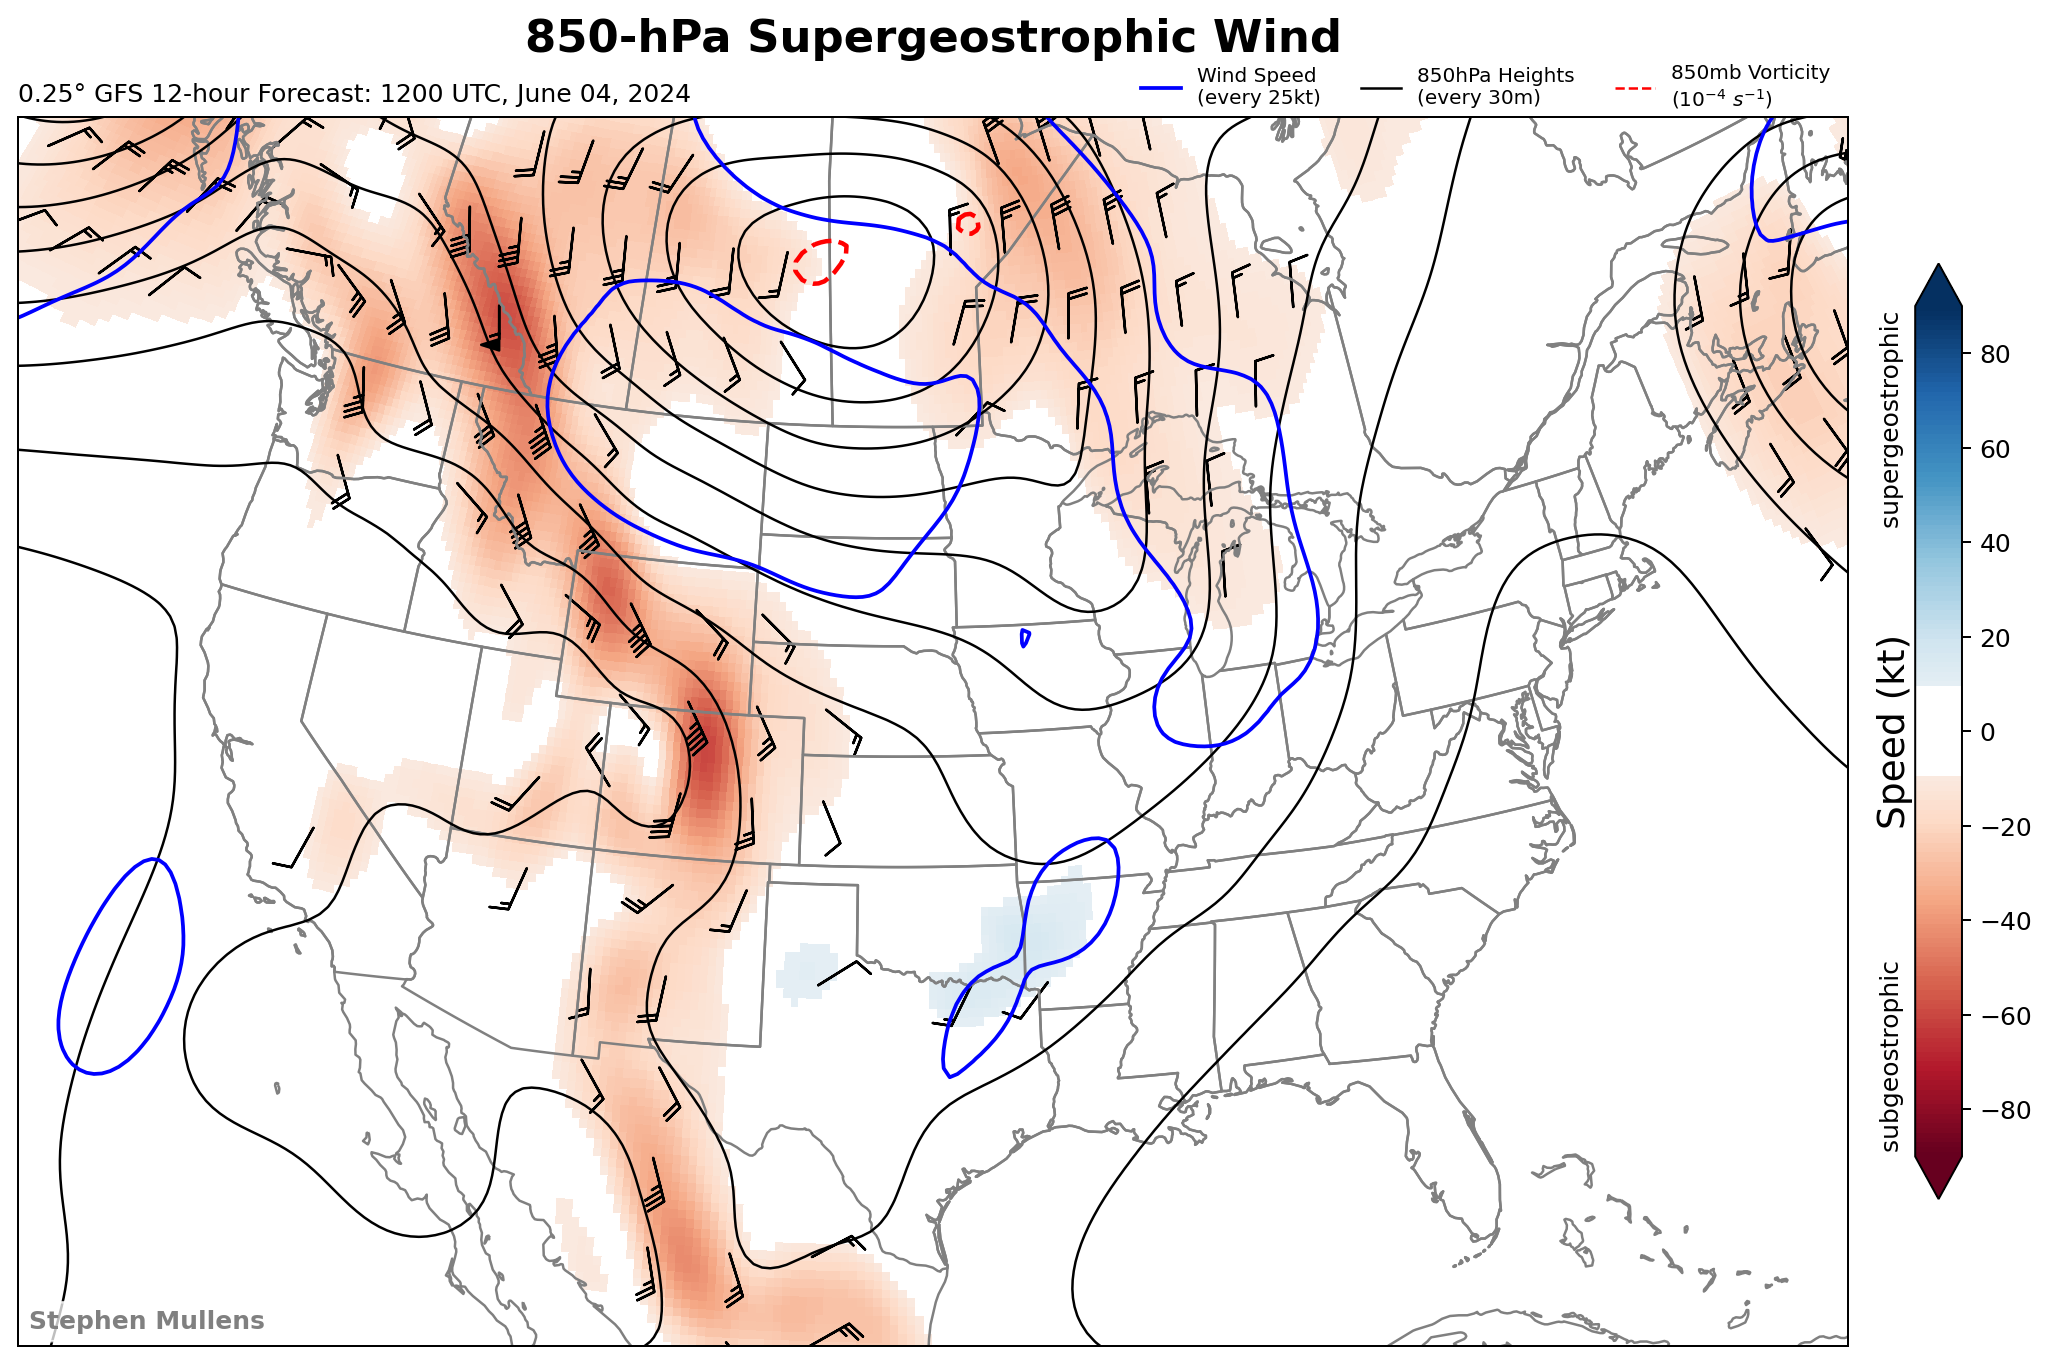 850-hPa Supergeostrophic Wind
0.25° GFS 12-hour Forecast: 1200 UTC, June 04, 2024
Wind Speed
(every 25kt)
850hPa Heights
(every 30m)
850mb Vorticity
(10⁻⁴ s⁻¹)
supergeostrophic
Speed (kt)
subgeostrophic
80
60
40
20
0
−20
−40
−60
−80
Stephen Mullens